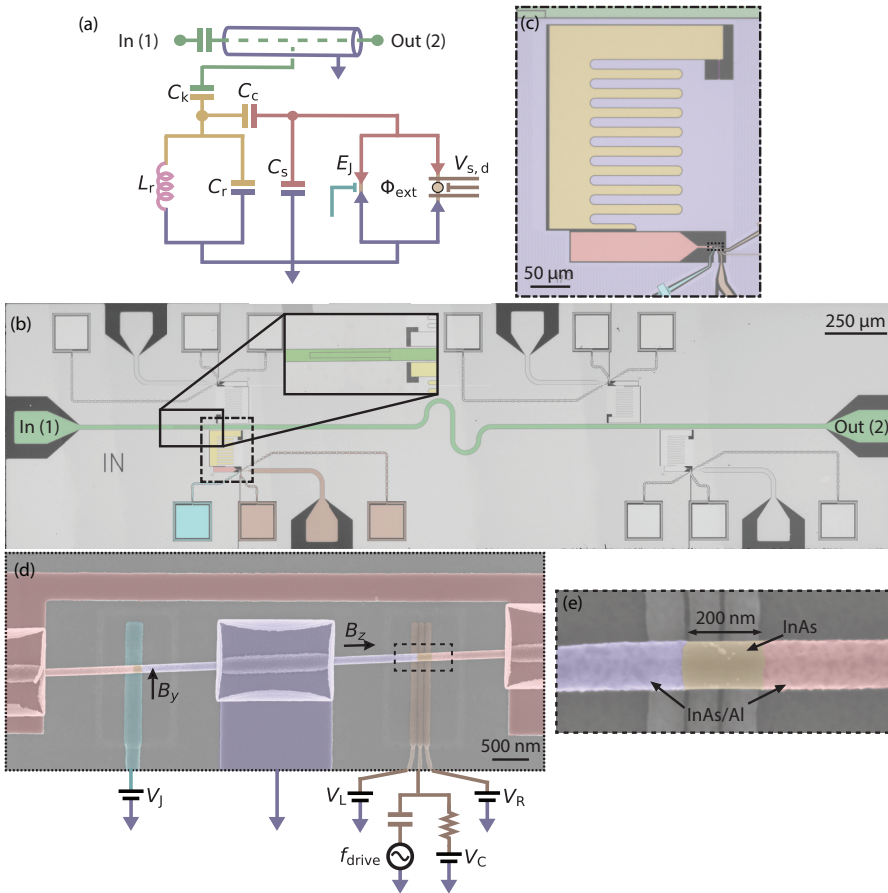 (a)
In (1)
Out (2)
C_k
C_c
L_r
C_r
C_s
E_J
Φ_ext
V_s, d
(c)
50 μm
(b)
250 μm
In (1)
Out (2)
IN
(d)
B_z
B_y
500 nm
V_J
V_L
V_R
f_drive
V_C
(e)
200 nm
InAs
InAs/Al